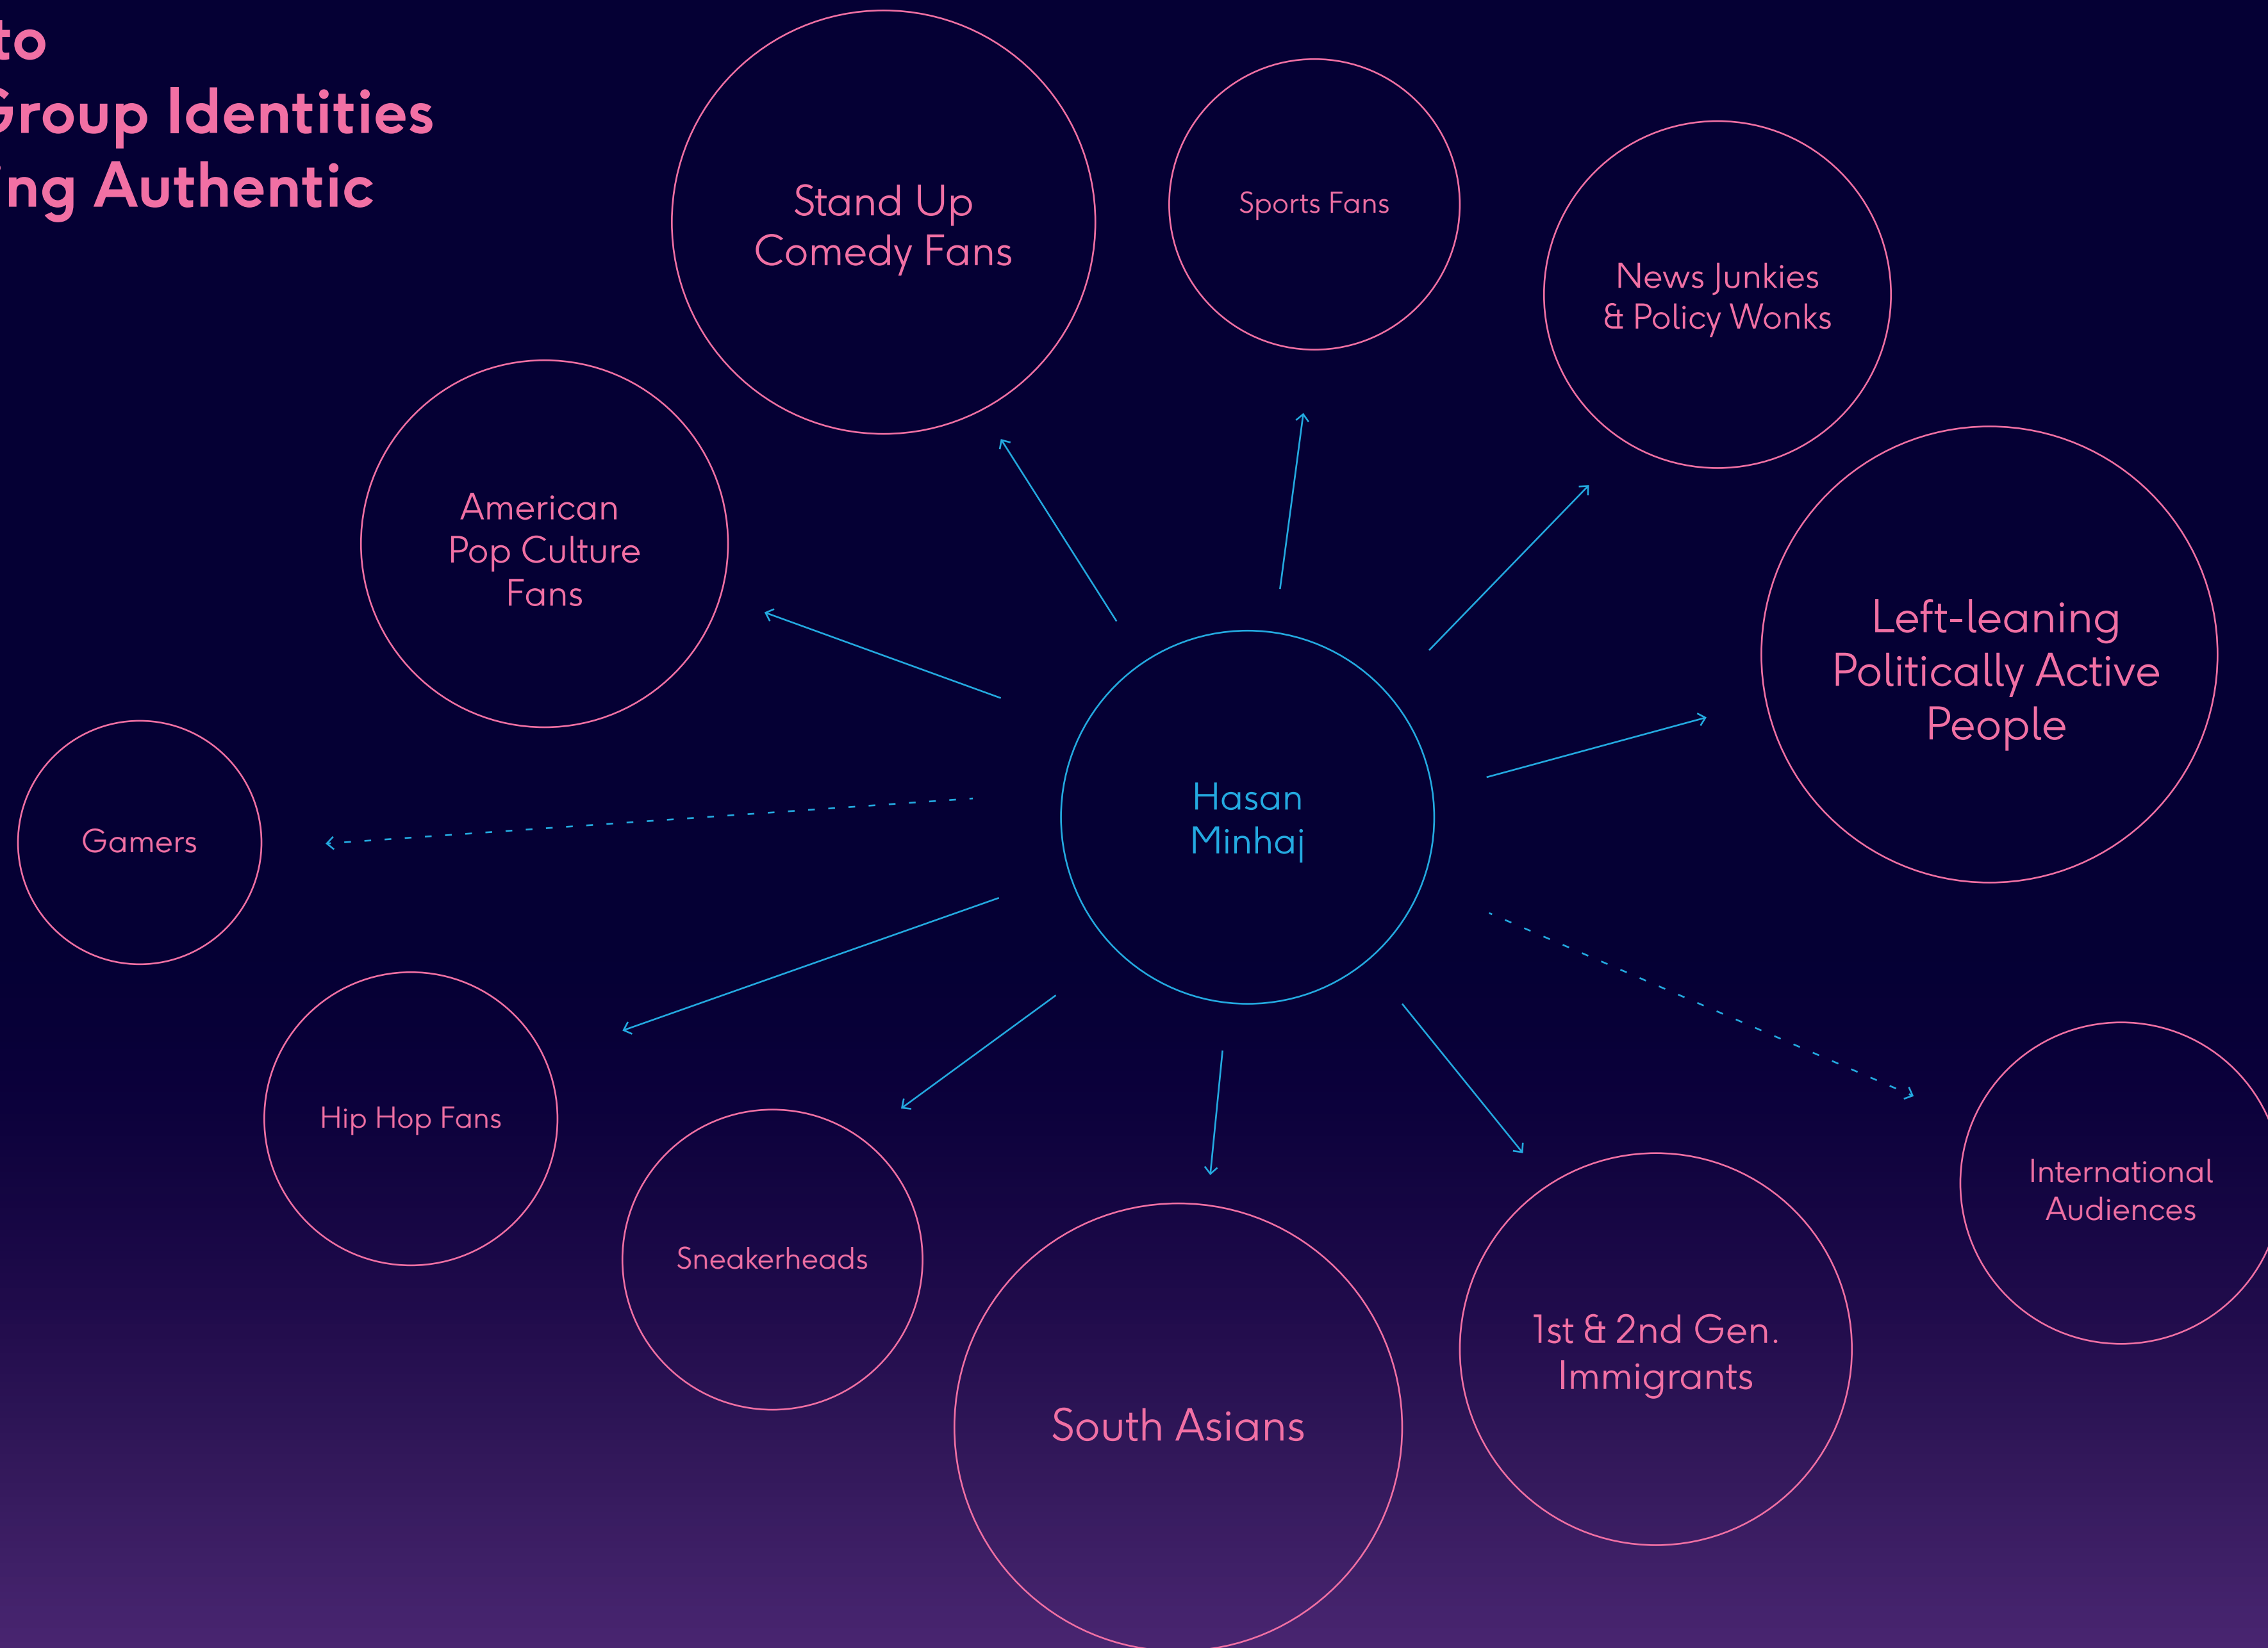 to
Group Identities
ing Authentic
Stand Up
Comedy Fans
Sports Fans
News Junkies
& Policy Wonks
American
Pop Culture
Fans
Left-leaning
Politically Active
People
Hasan
Minhaj
Gamers
Hip Hop Fans
Sneakerheads
South Asians
1st & 2nd Gen.
Immigrants
International
Audiences